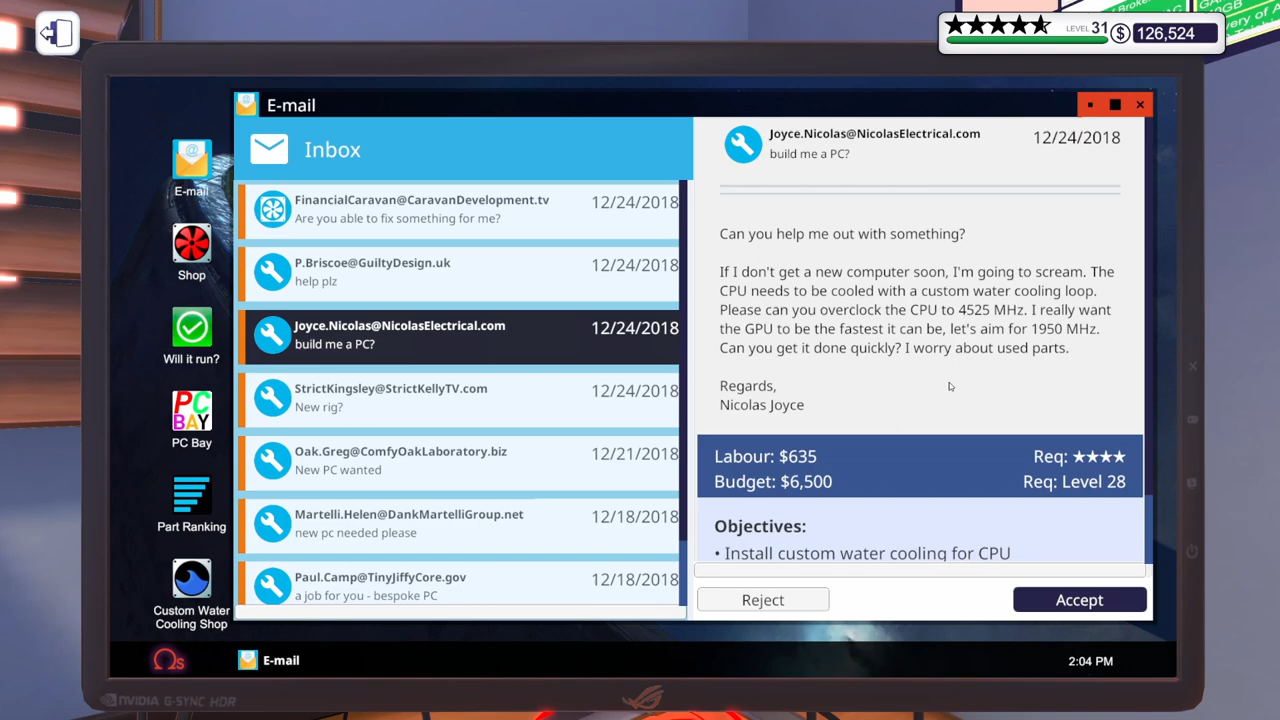 LEVEL 31 $ 126,524
E-mail
Inbox
FinancialCaravan@CaravanDevelopment.tv 12/24/2018
Are you able to fix something for me?
P.Briscoe@GuiltyDesign.uk 12/24/2018
help plz
Joyce.Nicolas@NicolasElectrical.com 12/24/2018
build me a PC?
StrictKingsley@StrictKellyTV.com 12/24/2018
New rig?
Oak.Greg@ComfyOakLaboratory.biz 12/21/2018
New PC wanted
Martelli.Helen@DankMartelliGroup.net 12/18/2018
new pc needed please
Paul.Camp@TinyJiffyCore.gov 12/18/2018
a job for you - bespoke PC
Joyce.Nicolas@NicolasElectrical.com 12/24/2018
build me a PC?
Can you help me out with something?
If I don't get a new computer soon, I'm going to scream. The
CPU needs to be cooled with a custom water cooling loop.
Please can you overclock the CPU to 4525 MHz. I really want
the GPU to be the fastest it can be, let's aim for 1950 MHz.
Can you get it done quickly? I worry about used parts.
Regards,
Nicolas Joyce
Labour: $635 Req: ★★★★
Budget: $6,500 Req: Level 28
Objectives:
• Install custom water cooling for CPU
Reject Accept
E-mail
Shop
Will it run?
PC
BAY
PC Bay
Part Ranking
Custom Water
Cooling Shop
Ωs E-mail 2:04 PM
NVIDIA G-SYNC HDR